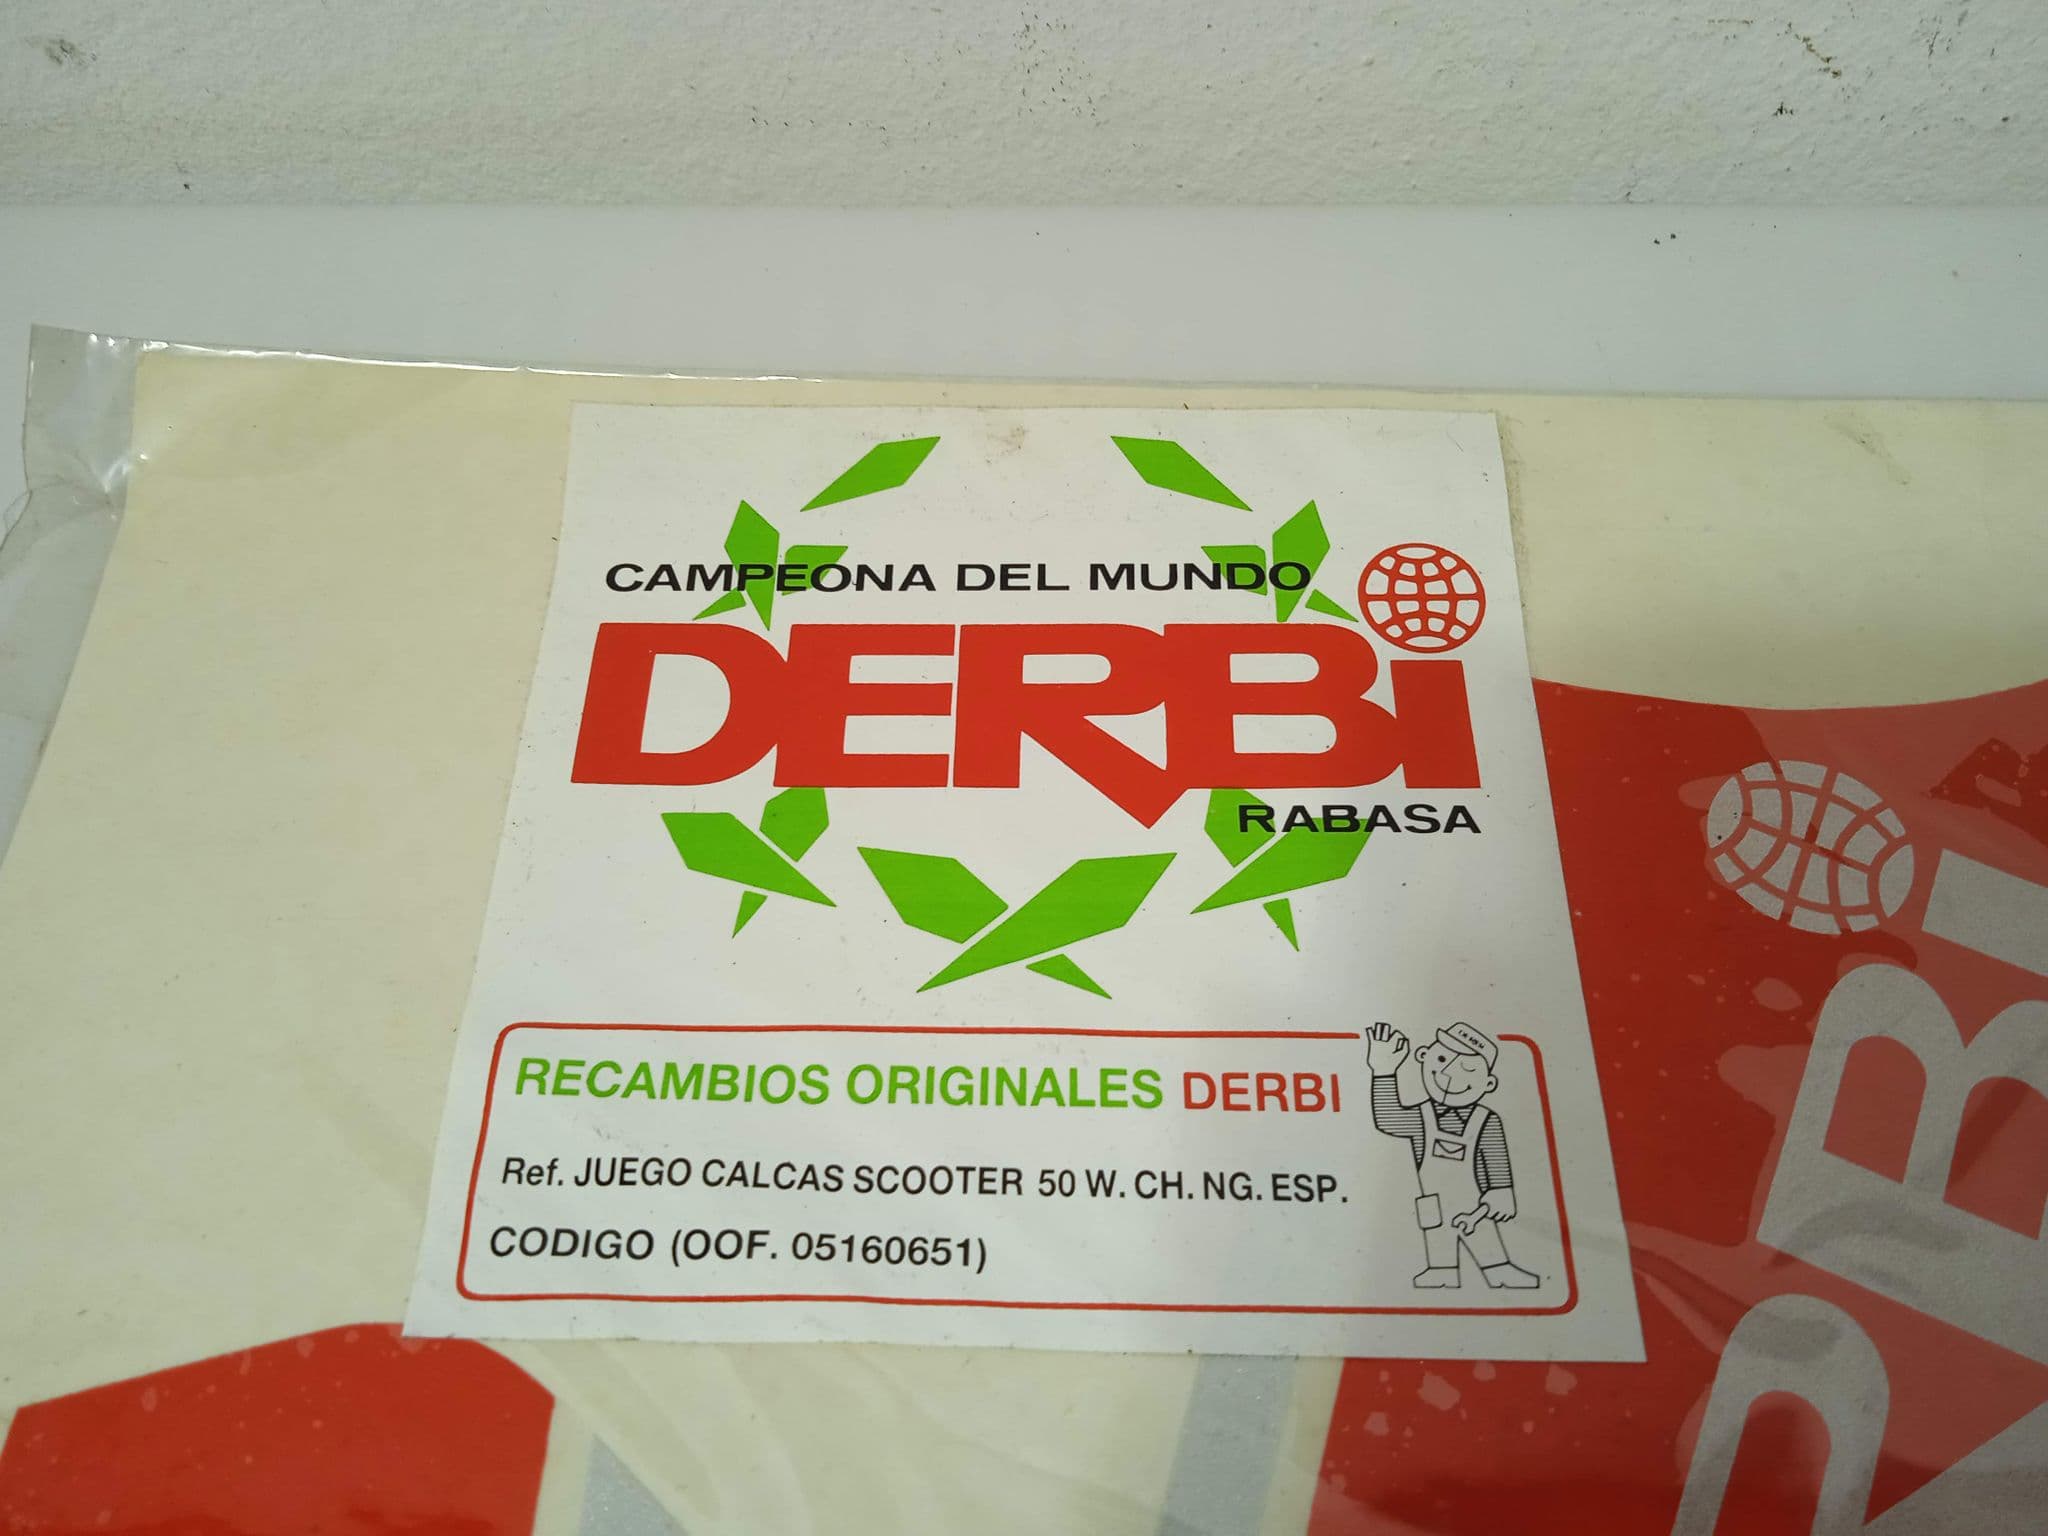 CAMPEONA DEL MUNDO
DERBi
RABASA
RECAMBIOS ORIGINALES DERBI
Ref. JUEGO CALCAS SCOOTER 50 W. CH. NG. ESP.
CODIGO (OOF. 05160651)
RBi